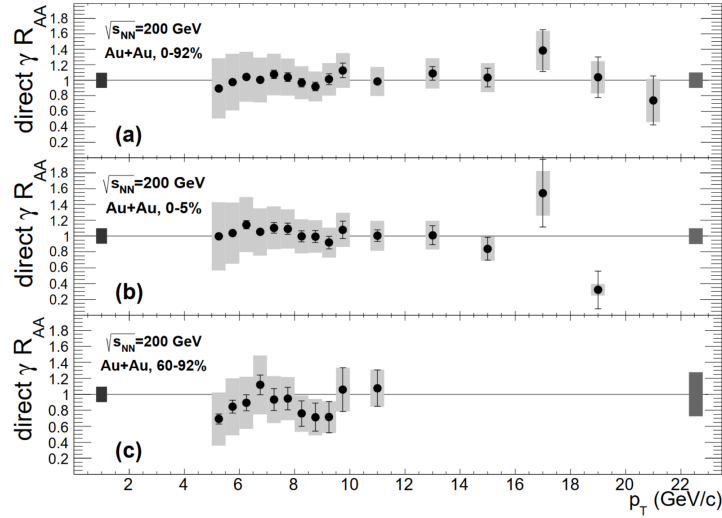 direct γ R_AA
1.8
1.6
1.4
1.2
1
0.8
0.6
0.4
0.2
√s_NN=200 GeV
Au+Au, 0-92%
(a)
direct γ R_AA
1.8
1.6
1.4
1.2
1
0.8
0.6
0.4
0.2
√s_NN=200 GeV
Au+Au, 0-5%
(b)
direct γ R_AA
1.8
1.6
1.4
1.2
1
0.8
0.6
0.4
0.2
√s_NN=200 GeV
Au+Au, 60-92%
(c)
2 4 6 8 10 12 14 16 18 20 22
p_T (GeV/c)